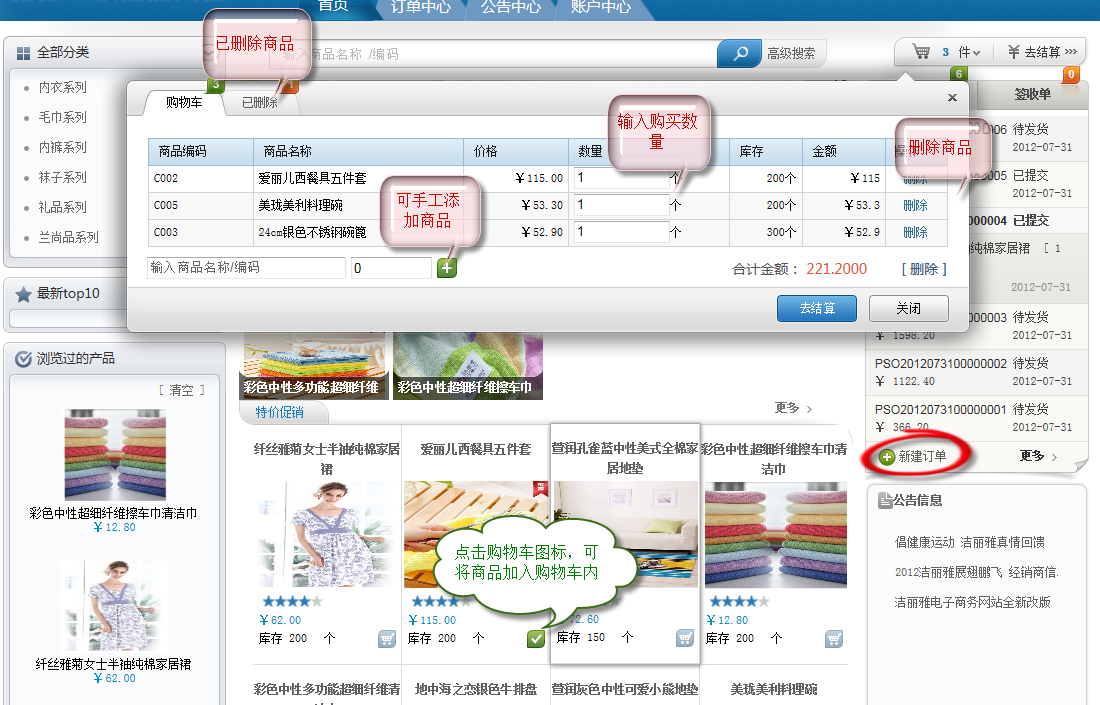 首页
订单中心
公告中心
账户中心
全部分类
已删除商品
输入商品名称 /编码
高级搜索
3 件
去结算 >>>
内衣系列
毛巾系列
内裤系列
袜子系列
礼品系列
兰尚品系列
最新top10
浏览过的产品
[ 清空 ]
彩色中性超细纤维擦车巾清洁巾
¥ 12.80
纤丝雅菊女士半袖纯棉家居裙
¥ 62.00
购物车
3
已删除
1
×
输入购买数量
删除商品
可手工添加商品
商品编码 商品名称 价格 数量 库存 金额
C002 爱丽儿西餐具五件套 ¥115.00 1 个 200个 ¥115 删除
C005 美珑美利料理碗 ¥53.30 1 个 200个 ¥53.3 删除
C003 24cm银色不锈钢碗篦 ¥52.90 1 个 300个 ¥52.9 删除
输入商品名称/编码
0
合计金额： 221.2000 [ 删除 ]
去结算
关闭
6
0
签收单
006 待发货
2012-07-31
005 已提交
2012-07-31
00004 已提交
纯棉家居裙 [ 1
2012-07-31
000003 待发货
¥ 1598.20 2012-07-31
PSO2012073100000002 待发货
¥ 1122.40 2012-07-31
PSO2012073100000001 待发货
¥ 366.20 2012-07-31
新建订单
更多
公告信息
倡健康运动 洁丽雅真情回馈
2012洁丽雅展翅鹏飞 经销商信.
洁丽雅电子商务网站全新改版
彩色中性多功能超细纤维
彩色中性超细纤维擦车巾
特价促销
更多
纤丝雅菊女士半袖纯棉家居裙
¥ 62.00
库存 200 个
爱丽儿西餐具五件套
¥ 115.00
库存 200 个
萱润孔雀蓝中性美式全棉家居地垫
72.60
库存 150 个
彩色中性超细纤维擦车巾清洁巾
¥ 12.80
库存 200 个
点击购物车图标，可
将商品加入购物车内
彩色中性多功能超细纤维清
地中海之恋银色牛排盘
萱润灰色中性可爱小熊地垫
美珑美利料理碗